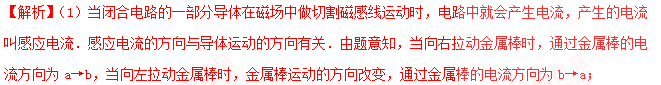 【解析】（1）当闭合电路的一部分导体在磁场中做切割磁感线运动时，电路中就会产生电流，产生的电流
叫感应电流．感应电流的方向与导体运动的方向有关．由题意知，当向右拉动金属棒时，通过金属棒的电
流方向为 a→b，当向左拉动金属棒时，金属棒运动的方向改变，通过金属棒的电流方向为 b→a；